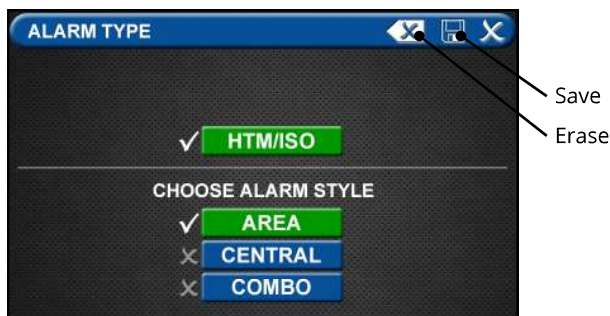 ALARM TYPE
Save
Erase
HTM/ISO
CHOOSE ALARM STYLE
AREA
CENTRAL
COMBO